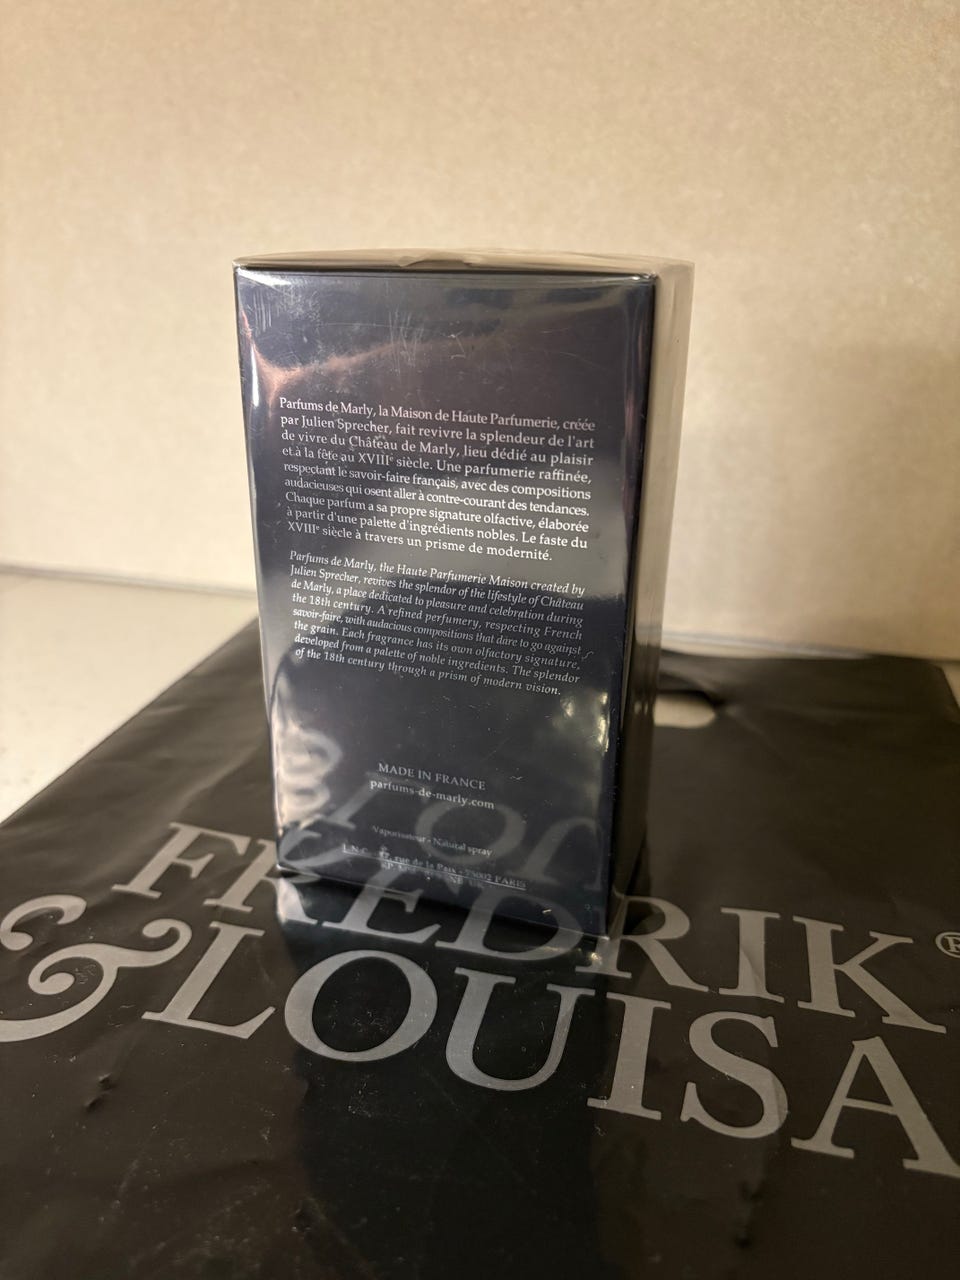 Parfums de Marly, la Maison de Haute Parfumerie, créée
par Julien Sprecher, fait revivre la splendeur de l'art
de vivre du Château de Marly, lieu dédié au plaisir
et à la fête au XVIIIe siècle. Une parfumerie raffinée,
respectant le savoir-faire français, avec des compositions
audacieuses qui osent aller à contre-courant des tendances.
Chaque parfum a sa propre signature olfactive, élaborée
à partir d'une palette d'ingrédients nobles. Le faste du
XVIIIe siècle à travers un prisme de modernité.
Parfums de Marly, the Haute Parfumerie Maison created by
Julien Sprecher, revives the splendor of the lifestyle of Château
de Marly, a place dedicated to pleasure and celebration during
the 18th century. A refined perfumery, respecting French
savoir-faire, with audacious compositions that dare to go against
the grain. Each fragrance has its own olfactory signature,
developed from a palette of noble ingredients. The splendor
of the 18th century through a prism of modern vision.
MADE IN FRANCE
parfums-de-marly.com
Vaporisateur - Natural spray
rue de la Paix - 75002 PARIS
FREDRIK®
& LOUISA